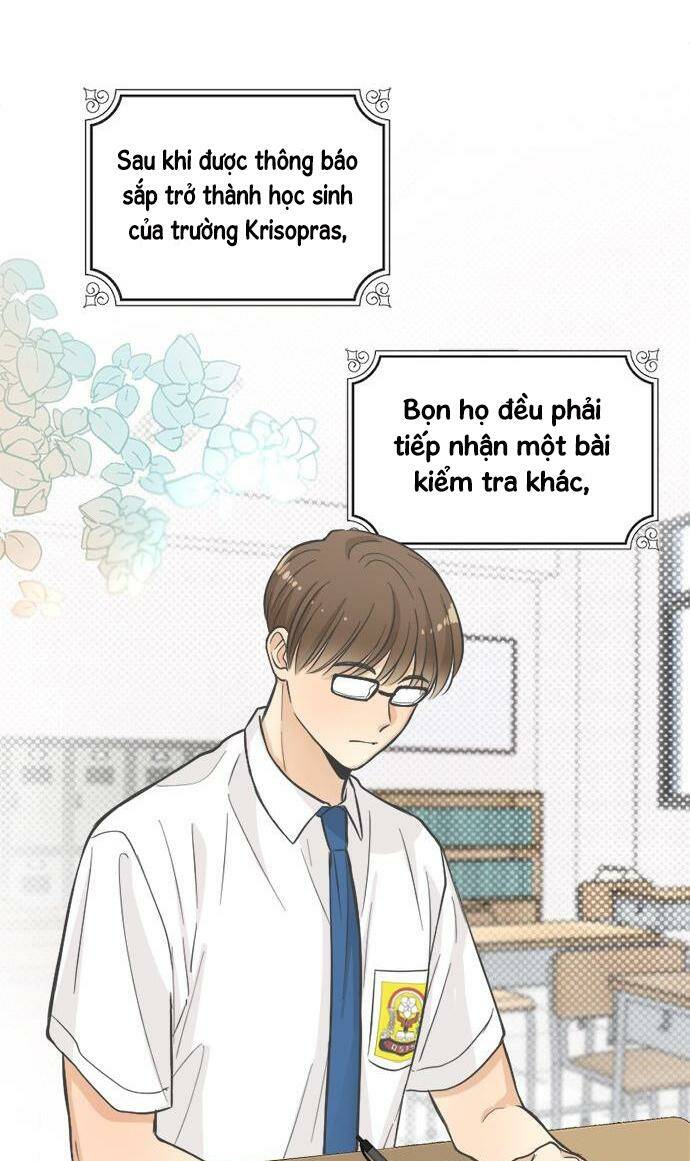 Sau khi được thông báo
sắp trở thành học sinh
của trường Krisopras,
Bọn họ đều phải
tiếp nhận một bài
kiểm tra khác,